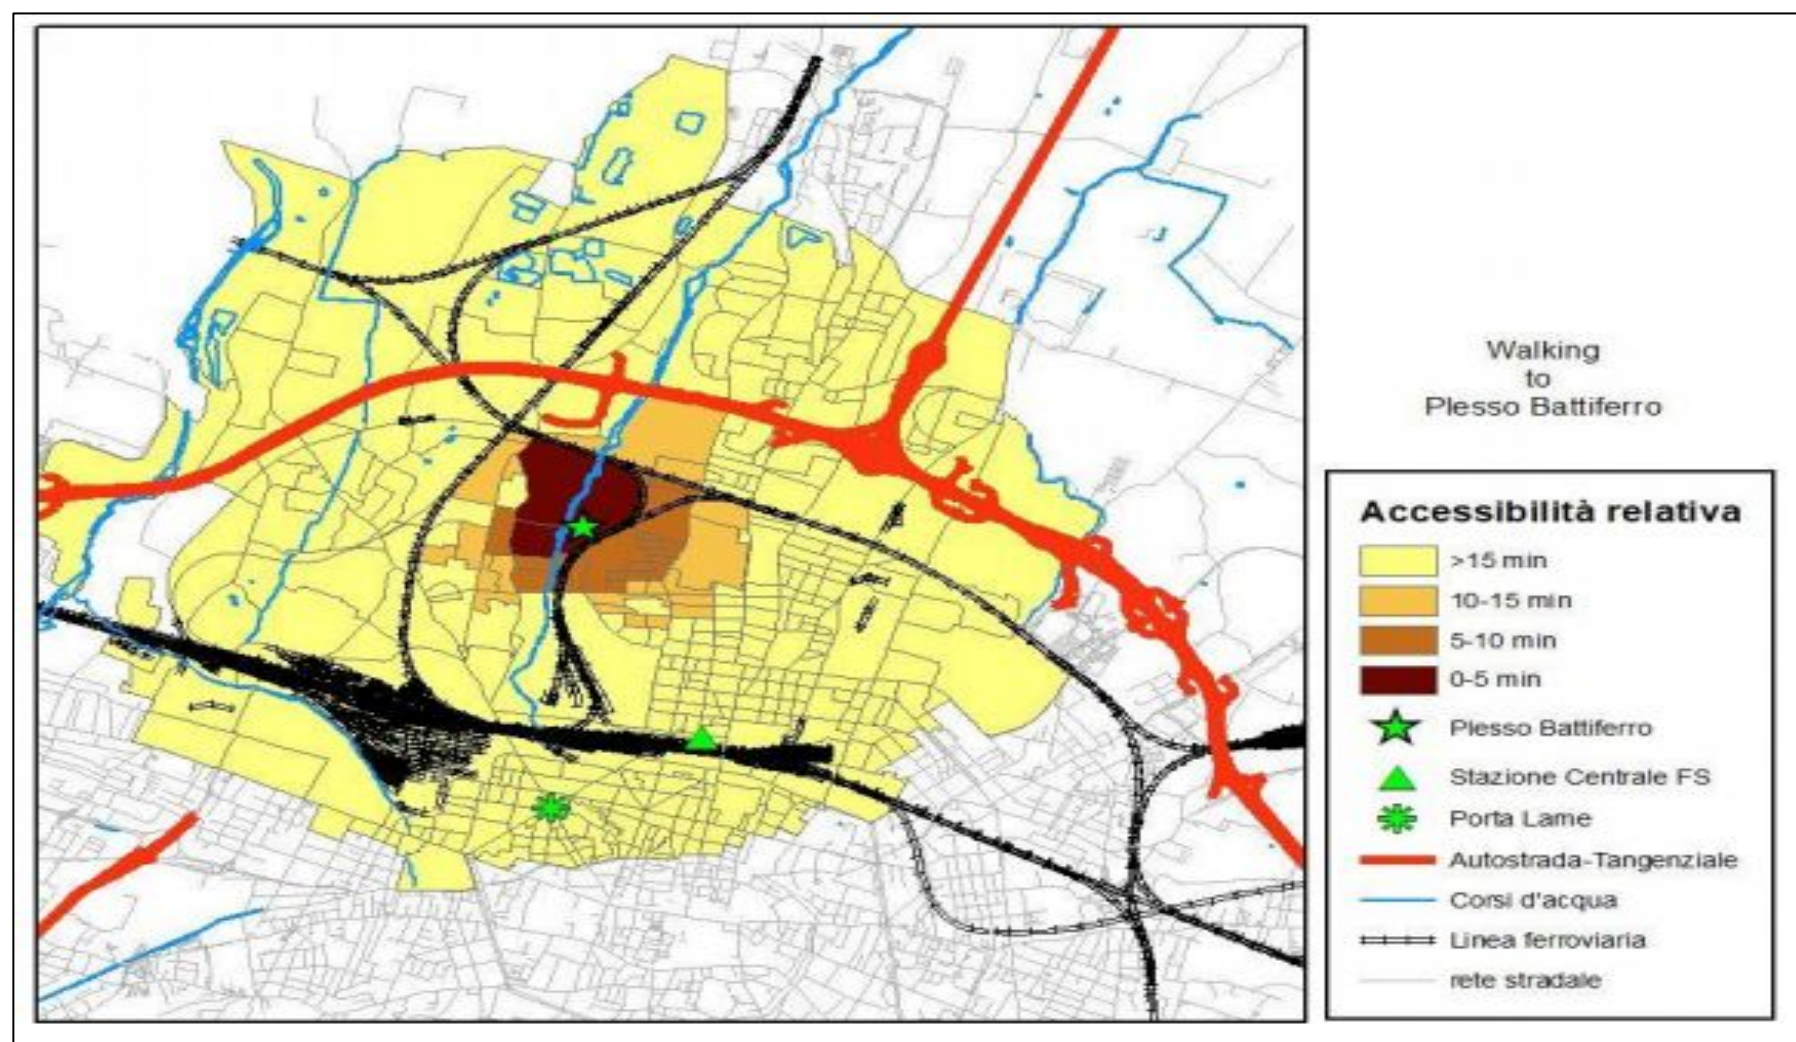 Walking
to
Plesso Battiferro
Accessibilità relativa
>15 min
10-15 min
5-10 min
0-5 min
Plesso Battiferro
Stazione Centrale FS
Porta Lame
Autostrada-Tangenziale
Corsi d'acqua
Linea ferroviaria
rete stradale